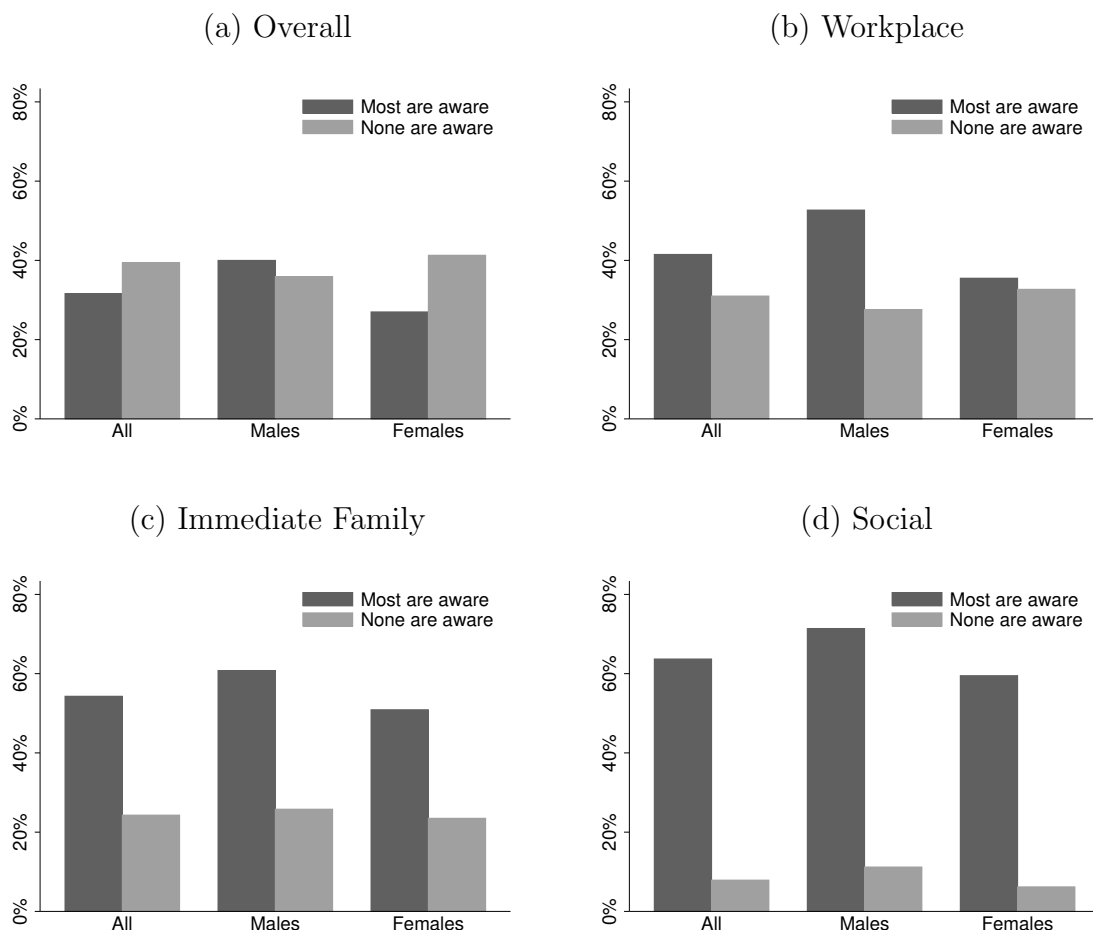 (a) Overall
80%
60%
40%
20%
0%
Most are aware
None are aware
All Males Females
(b) Workplace
80%
60%
40%
20%
0%
Most are aware
None are aware
All Males Females
(c) Immediate Family
80%
60%
40%
20%
0%
Most are aware
None are aware
All Males Females
(d) Social
80%
60%
40%
20%
0%
Most are aware
None are aware
All Males Females